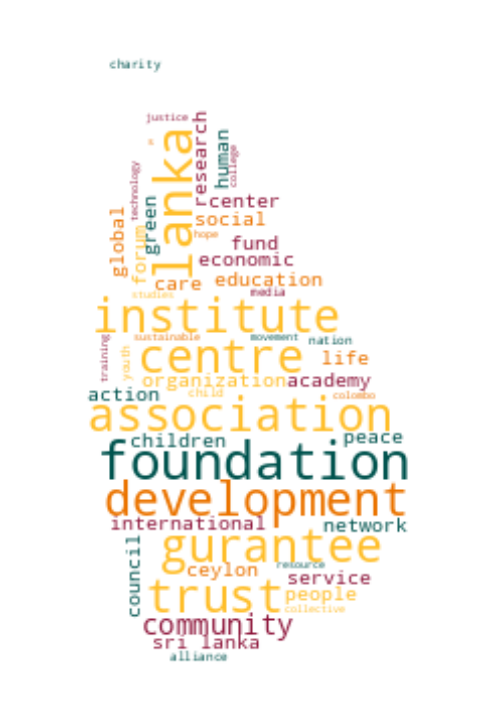 charity
justice
research
human
college
lanka
technology
center
green
global
social
forum
hope
fund
economic
care
education
studies
media
institute
sustainable
movement
nation
training
youth
centre
life
organization
academy
action
child
colombo
association
children
peace
foundation
development
international
network
gurantee
council
ceylon
resource
service
trust
people
collective
community
sri lanka
alliance